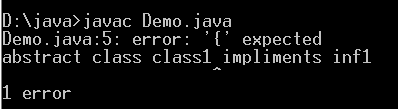 D:\java>javac Demo.java
Demo.java:5: error: '{' expected
abstract class class1 impliments inf1
^
1 error